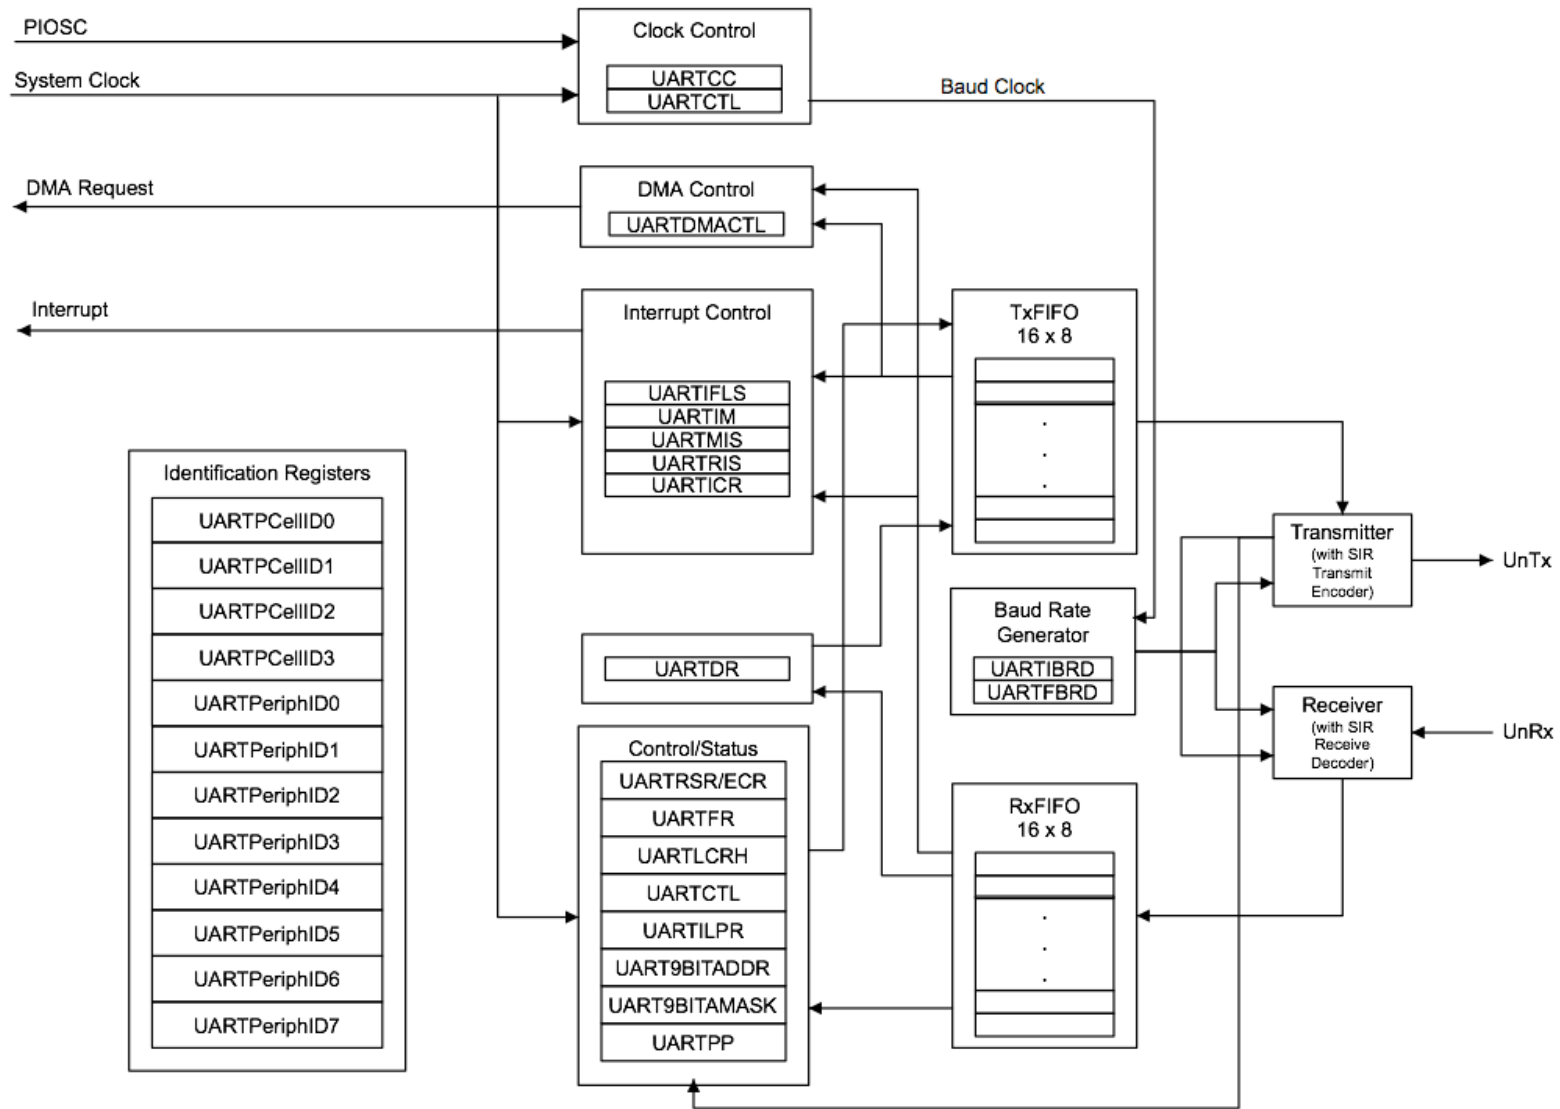 PIOSC
System Clock
Clock Control
UARTCC
UARTCTL
Baud Clock
DMA Request
DMA Control
UARTDMACTL
Interrupt
Interrupt Control
UARTIFLS
UARTIM
UARTMIS
UARTRIS
UARTICR
TxFIFO
16 x 8
.
.
.
Identification Registers
UARTPCellID0
UARTPCellID1
UARTPCellID2
UARTPCellID3
UARTPeriphID0
UARTPeriphID1
UARTPeriphID2
UARTPeriphID3
UARTPeriphID4
UARTPeriphID5
UARTPeriphID6
UARTPeriphID7
UARTDR
Baud Rate
Generator
UARTIBRD
UARTFBRD
Transmitter
(with SIR
Transmit
Encoder)
UnTx
Receiver
(with SIR
Receive
Decoder)
UnRx
Control/Status
UARTRSR/ECR
UARTFR
UARTLCRH
UARTCTL
UARTILPR
UART9BITADDR
UART9BITAMASK
UARTPP
RxFIFO
16 x 8
.
.
.